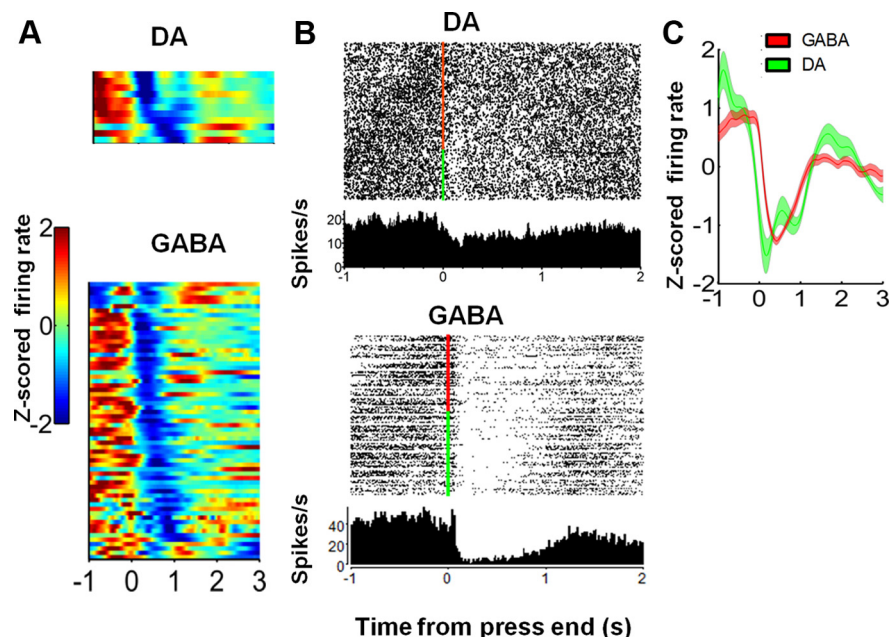 A
DA
Z-scored firing rate
2
0
-2
GABA
-1 0 1 2 3
B
DA
Spikes/s
20
10
0
-1 0 1 2
GABA
Spikes/s
40
20
0
-1 0 1 2
Time from press end (s)
C
GABA
DA
Z-scored firing rate
2
1
0
-1
-2
-1 0 1 2 3